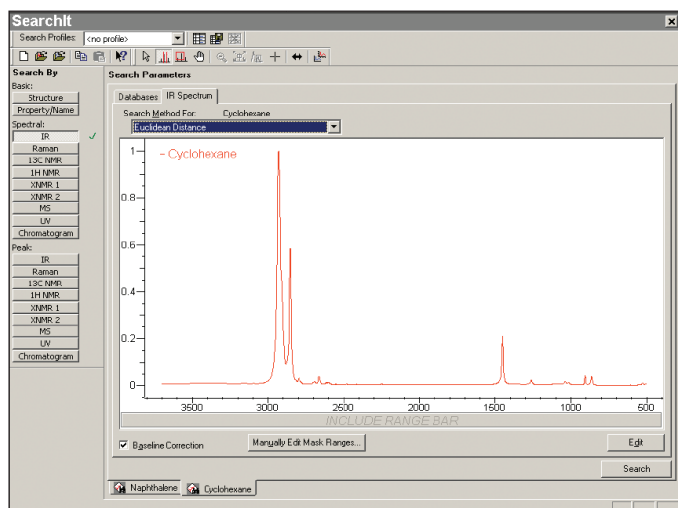 SearchIt
Search Profiles: <no profile>
Search By
Basic:
Structure
Property/Name
Spectral:
IR
Raman
13C NMR
1H NMR
XNMR 1
XNMR 2
MS
UV
Chromatogram
Peak:
IR
Raman
13C NMR
1H NMR
XNMR 1
XNMR 2
MS
UV
Chromatogram
Search Parameters
Databases IR Spectrum
Search Method For: Cyclohexane
Euclidean Distance
Cyclohexane
1
0.8
0.6
0.4
0.2
0
3500 3000 2500 2000 1500 1000 500
INCLUDE RANGE BAR
Baseline Correction Manually Edit Mask Ranges... Edit
Search
Naphthalene Cyclohexane